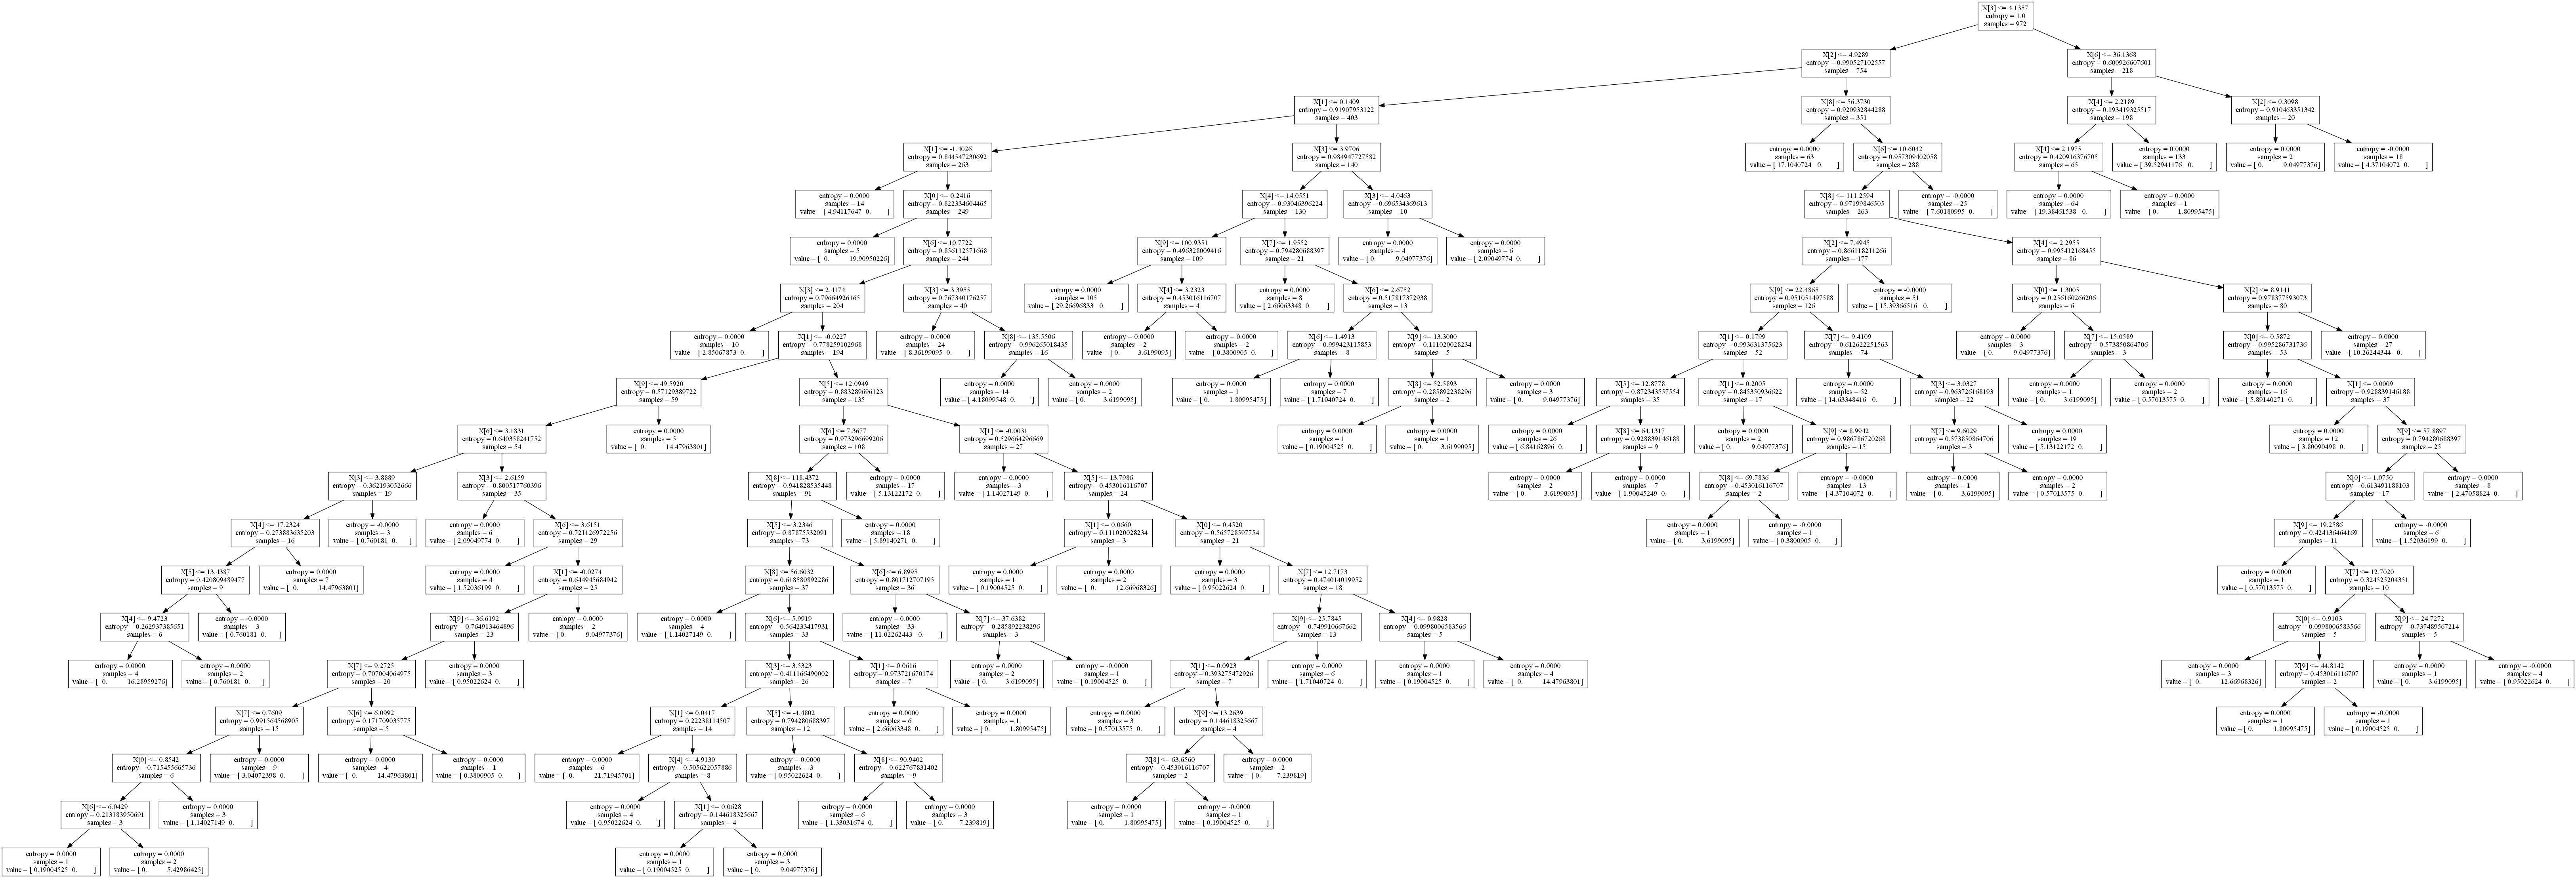 X[3] <= 4.1357
entropy = 1.0
samples = 972
X[2] <= 4.9289
entropy = 0.990527102557
samples = 754
X[6] <= 36.1368
entropy = 0.600926607601
samples = 218
X[1] <= 0.1409
entropy = 0.91907953122
samples = 403
X[8] <= 56.3730
entropy = 0.920932844288
samples = 351
X[4] <= 2.2189
entropy = 0.193419325517
samples = 198
X[2] <= 0.3098
entropy = 0.910463351342
samples = 20
X[1] <= -1.4026
entropy = 0.844547230692
samples = 263
X[3] <= 3.9706
entropy = 0.984947727582
samples = 140
entropy = 0.0000
samples = 63
value = [ 17.1040724 0. ]
X[6] <= 10.6042
entropy = 0.957309402058
samples = 288
X[4] <= 2.1975
entropy = 0.420916376705
samples = 65
entropy = 0.0000
samples = 133
value = [ 39.52941176 0. ]
entropy = 0.0000
samples = 2
value = [ 0. 9.04977376]
entropy = -0.0000
samples = 18
value = [ 4.37104072 0. ]
entropy = 0.0000
samples = 14
value = [ 4.94117647 0. ]
X[0] <= 0.2416
entropy = 0.822334604465
samples = 249
X[4] <= 14.0551
entropy = 0.93046396224
samples = 130
X[3] <= 4.0463
entropy = 0.696534369613
samples = 10
X[8] <= 111.2594
entropy = 0.97199846505
samples = 263
entropy = -0.0000
samples = 25
value = [ 7.60180995 0. ]
entropy = 0.0000
samples = 64
value = [ 19.38461538 0. ]
entropy = 0.0000
samples = 1
value = [ 0. 1.80995475]
entropy = 0.0000
samples = 5
value = [ 0. 19.90950226]
X[6] <= 10.7722
entropy = 0.856112571668
samples = 244
X[9] <= 100.9351
entropy = 0.496328009416
samples = 109
X[7] <= 1.9552
entropy = 0.794280688397
samples = 21
entropy = 0.0000
samples = 4
value = [ 0. 9.04977376]
entropy = 0.0000
samples = 6
value = [ 2.09049774 0. ]
X[2] <= 7.4945
entropy = 0.866118211266
samples = 177
X[4] <= 2.2955
entropy = 0.995412168455
samples = 86
X[3] <= 2.4174
entropy = 0.79664926165
samples = 204
X[3] <= 3.3955
entropy = 0.767340176257
samples = 40
entropy = 0.0000
samples = 105
value = [ 29.26696833 0. ]
X[4] <= 3.2323
entropy = 0.453016116707
samples = 4
entropy = 0.0000
samples = 8
value = [ 2.66063348 0. ]
X[6] <= 2.6752
entropy = 0.517817372938
samples = 13
X[9] <= 22.4865
entropy = 0.951051497588
samples = 126
entropy = -0.0000
samples = 51
value = [ 15.39366516 0. ]
X[0] <= 1.3005
entropy = 0.256160266206
samples = 6
X[2] <= 8.9141
entropy = 0.978377593073
samples = 80
entropy = 0.0000
samples = 10
value = [ 2.85067873 0. ]
X[1] <= -0.0227
entropy = 0.778259102968
samples = 194
entropy = 0.0000
samples = 24
value = [ 8.36199095 0. ]
X[8] <= 135.5506
entropy = 0.996265018435
samples = 16
entropy = 0.0000
samples = 2
value = [ 0. 3.6199095]
entropy = 0.0000
samples = 2
value = [ 0.3800905 0. ]
X[6] <= 1.4913
entropy = 0.999423115853
samples = 8
X[9] <= 13.3000
entropy = 0.111020028234
samples = 5
X[1] <= 0.1799
entropy = 0.993631375623
samples = 52
X[7] <= 9.4109
entropy = 0.612622251563
samples = 74
entropy = 0.0000
samples = 3
value = [ 0. 9.04977376]
X[7] <= 15.0589
entropy = 0.573850864706
samples = 3
X[0] <= 0.5872
entropy = 0.995286731736
samples = 53
entropy = 0.0000
samples = 27
value = [ 10.26244344 0. ]
X[9] <= 49.5920
entropy = 0.57129389722
samples = 59
X[5] <= 12.0949
entropy = 0.883289696123
samples = 135
entropy = 0.0000
samples = 14
value = [ 4.18099548 0. ]
entropy = 0.0000
samples = 2
value = [ 0. 3.6199095]
entropy = 0.0000
samples = 1
value = [ 0. 1.80995475]
entropy = 0.0000
samples = 7
value = [ 1.71040724 0. ]
X[8] <= 52.5893
entropy = 0.285892238296
samples = 2
entropy = 0.0000
samples = 3
value = [ 0. 9.04977376]
X[5] <= 12.8778
entropy = 0.872343557554
samples = 35
X[1] <= 0.2005
entropy = 0.845350936622
samples = 17
entropy = 0.0000
samples = 52
value = [ 14.63348416 0. ]
X[3] <= 3.0327
entropy = 0.963726168193
samples = 22
entropy = 0.0000
samples = 1
value = [ 0. 3.6199095]
entropy = 0.0000
samples = 2
value = [ 0.57013575 0. ]
entropy = 0.0000
samples = 16
value = [ 5.89140271 0. ]
X[1] <= 0.0009
entropy = 0.928839146188
samples = 37
X[6] <= 3.1831
entropy = 0.640358241752
samples = 54
entropy = 0.0000
samples = 5
value = [ 0. 14.47963801]
X[6] <= 7.3677
entropy = 0.973296699206
samples = 108
X[1] <= -0.0031
entropy = 0.529664296669
samples = 27
entropy = 0.0000
samples = 1
value = [ 0.19004525 0. ]
entropy = 0.0000
samples = 1
value = [ 0. 3.6199095]
entropy = 0.0000
samples = 26
value = [ 6.84162896 0. ]
X[8] <= 64.1317
entropy = 0.928839146188
samples = 9
entropy = 0.0000
samples = 2
value = [ 0. 9.04977376]
X[9] <= 8.9942
entropy = 0.986786720268
samples = 15
X[7] <= 9.6029
entropy = 0.573850864706
samples = 3
entropy = 0.0000
samples = 19
value = [ 5.13122172 0. ]
entropy = 0.0000
samples = 12
value = [ 3.80090498 0. ]
X[9] <= 57.8897
entropy = 0.794280688397
samples = 25
X[3] <= 3.8889
entropy = 0.362193052666
samples = 19
X[3] <= 2.6159
entropy = 0.800517760396
samples = 35
X[8] <= 118.4372
entropy = 0.941828535448
samples = 91
entropy = 0.0000
samples = 17
value = [ 5.13122172 0. ]
entropy = 0.0000
samples = 3
value = [ 1.14027149 0. ]
X[5] <= 13.7986
entropy = 0.453016116707
samples = 24
entropy = 0.0000
samples = 2
value = [ 0. 3.6199095]
entropy = 0.0000
samples = 7
value = [ 1.90045249 0. ]
X[8] <= 69.7836
entropy = 0.453016116707
samples = 2
entropy = -0.0000
samples = 13
value = [ 4.37104072 0. ]
entropy = 0.0000
samples = 1
value = [ 0. 3.6199095]
entropy = 0.0000
samples = 2
value = [ 0.57013575 0. ]
X[0] <= 1.0750
entropy = 0.613491188103
samples = 17
entropy = 0.0000
samples = 8
value = [ 2.47058824 0. ]
X[4] <= 17.2324
entropy = 0.273883635203
samples = 16
entropy = -0.0000
samples = 3
value = [ 0.760181 0. ]
entropy = 0.0000
samples = 6
value = [ 2.09049774 0. ]
X[6] <= 3.6151
entropy = 0.721126972256
samples = 29
X[5] <= 3.2346
entropy = 0.87875532091
samples = 73
entropy = 0.0000
samples = 18
value = [ 5.89140271 0. ]
X[1] <= 0.0660
entropy = 0.111020028234
samples = 3
X[0] <= 0.4520
entropy = 0.565728597754
samples = 21
entropy = 0.0000
samples = 1
value = [ 0. 3.6199095]
entropy = -0.0000
samples = 1
value = [ 0.3800905 0. ]
X[9] <= 19.2586
entropy = 0.424136464169
samples = 11
entropy = -0.0000
samples = 6
value = [ 1.52036199 0. ]
X[5] <= 13.4387
entropy = 0.420809489477
samples = 9
entropy = 0.0000
samples = 7
value = [ 0. 14.47963801]
entropy = 0.0000
samples = 4
value = [ 1.52036199 0. ]
X[1] <= -0.0274
entropy = 0.644945684942
samples = 25
X[8] <= 56.6032
entropy = 0.618580892286
samples = 37
X[6] <= 6.8995
entropy = 0.801712707195
samples = 36
entropy = 0.0000
samples = 1
value = [ 0.19004525 0. ]
entropy = 0.0000
samples = 2
value = [ 0. 12.66968326]
entropy = 0.0000
samples = 3
value = [ 0.95022624 0. ]
X[7] <= 12.7173
entropy = 0.474014019952
samples = 18
entropy = 0.0000
samples = 1
value = [ 0.57013575 0. ]
X[7] <= 12.7020
entropy = 0.324525204351
samples = 10
X[4] <= 9.4723
entropy = 0.262937385651
samples = 6
entropy = -0.0000
samples = 3
value = [ 0.760181 0. ]
X[9] <= 36.6192
entropy = 0.764913464896
samples = 23
entropy = 0.0000
samples = 2
value = [ 0. 9.04977376]
entropy = 0.0000
samples = 4
value = [ 1.14027149 0. ]
X[6] <= 5.9919
entropy = 0.564233417931
samples = 33
entropy = 0.0000
samples = 33
value = [ 11.02262443 0. ]
X[7] <= 37.6382
entropy = 0.285892238296
samples = 3
X[9] <= 25.7845
entropy = 0.749910667662
samples = 13
X[4] <= 0.9828
entropy = 0.0998006583566
samples = 5
X[0] <= 0.9103
entropy = 0.0998006583566
samples = 5
X[9] <= 24.7272
entropy = 0.737489567214
samples = 5
entropy = 0.0000
samples = 4
value = [ 0. 16.28959276]
entropy = 0.0000
samples = 2
value = [ 0.760181 0. ]
X[7] <= 9.2725
entropy = 0.707004064975
samples = 20
entropy = 0.0000
samples = 3
value = [ 0.95022624 0. ]
X[3] <= 3.5323
entropy = 0.411166490002
samples = 26
X[1] <= 0.0616
entropy = 0.973721670174
samples = 7
entropy = 0.0000
samples = 2
value = [ 0. 3.6199095]
entropy = -0.0000
samples = 1
value = [ 0.19004525 0. ]
X[1] <= 0.0923
entropy = 0.393275472926
samples = 7
entropy = 0.0000
samples = 6
value = [ 1.71040724 0. ]
entropy = 0.0000
samples = 1
value = [ 0.19004525 0. ]
entropy = 0.0000
samples = 4
value = [ 0. 14.47963801]
entropy = 0.0000
samples = 3
value = [ 0. 12.66968326]
X[9] <= 44.8142
entropy = 0.453016116707
samples = 2
entropy = 0.0000
samples = 1
value = [ 0. 3.6199095]
entropy = -0.0000
samples = 4
value = [ 0.95022624 0. ]
X[7] <= 0.7609
entropy = 0.991564568905
samples = 15
X[6] <= 6.0992
entropy = 0.171709035775
samples = 5
X[1] <= 0.0417
entropy = 0.22238114507
samples = 14
X[5] <= -4.4802
entropy = 0.794280688397
samples = 12
entropy = 0.0000
samples = 6
value = [ 2.66063348 0. ]
entropy = 0.0000
samples = 1
value = [ 0. 1.80995475]
entropy = 0.0000
samples = 3
value = [ 0.57013575 0. ]
X[9] <= 13.2639
entropy = 0.144618325667
samples = 4
entropy = 0.0000
samples = 1
value = [ 0. 1.80995475]
entropy = -0.0000
samples = 1
value = [ 0.19004525 0. ]
X[0] <= 0.8542
entropy = 0.715455665736
samples = 6
entropy = 0.0000
samples = 9
value = [ 3.04072398 0. ]
entropy = 0.0000
samples = 4
value = [ 0. 14.47963801]
entropy = 0.0000
samples = 1
value = [ 0.3800905 0. ]
entropy = 0.0000
samples = 6
value = [ 0. 21.71945701]
X[4] <= 4.9130
entropy = 0.505622057886
samples = 8
entropy = 0.0000
samples = 3
value = [ 0.95022624 0. ]
X[8] <= 90.9402
entropy = 0.622767831402
samples = 9
X[8] <= 63.6560
entropy = 0.453016116707
samples = 2
entropy = 0.0000
samples = 2
value = [ 0. 7.239819]
X[6] <= 6.0429
entropy = 0.213183950691
samples = 3
entropy = 0.0000
samples = 3
value = [ 1.14027149 0. ]
entropy = 0.0000
samples = 4
value = [ 0.95022624 0. ]
X[1] <= 0.0628
entropy = 0.144618325667
samples = 4
entropy = 0.0000
samples = 6
value = [ 1.33031674 0. ]
entropy = 0.0000
samples = 3
value = [ 0. 7.239819]
entropy = 0.0000
samples = 1
value = [ 0. 1.80995475]
entropy = -0.0000
samples = 1
value = [ 0.19004525 0. ]
entropy = 0.0000
samples = 1
value = [ 0.19004525 0. ]
entropy = 0.0000
samples = 2
value = [ 0. 5.42986425]
entropy = 0.0000
samples = 1
value = [ 0.19004525 0. ]
entropy = 0.0000
samples = 3
value = [ 0. 9.04977376]